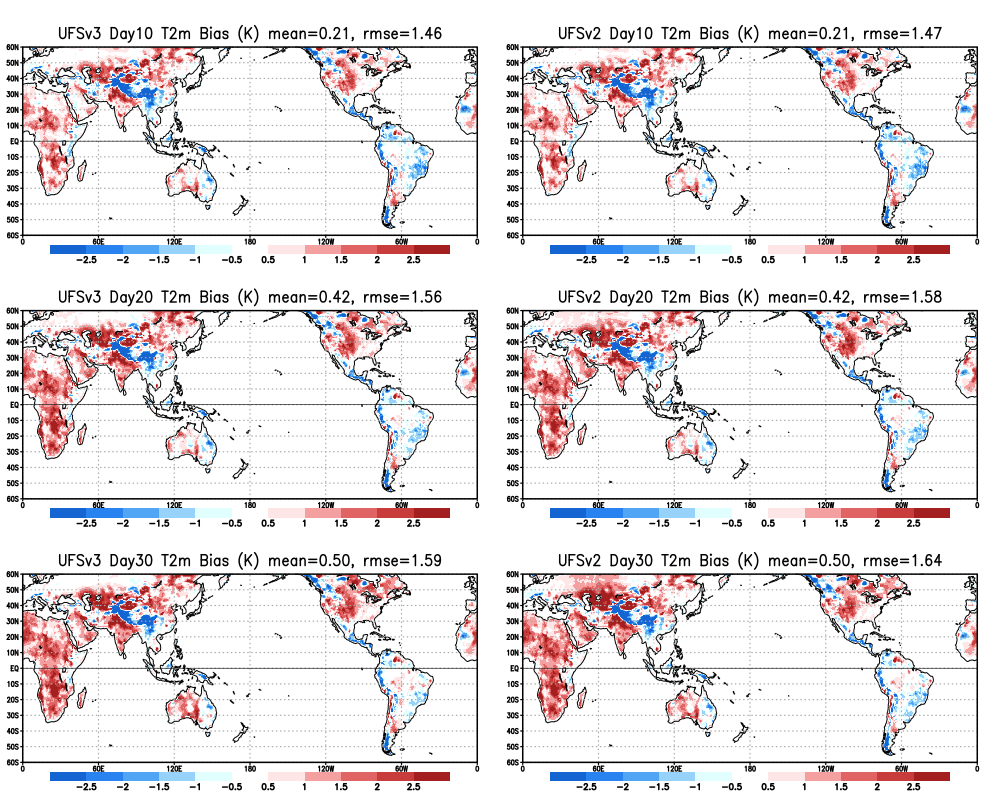 UFSv3 Day10 T2m Bias (K) mean=0.21, rmse=1.46
60N
50N
40N
30N
20N
10N
EQ
10S
20S
30S
40S
50S
60S
0 60E 120E 180 120W 60W 0
−2.5 −2 −1.5 −1 −0.5 0.5 1 1.5 2 2.5
UFSv2 Day10 T2m Bias (K) mean=0.21, rmse=1.47
60N
50N
40N
30N
20N
10N
EQ
10S
20S
30S
40S
50S
60S
0 60E 120E 180 120W 60W 0
−2.5 −2 −1.5 −1 −0.5 0.5 1 1.5 2 2.5
UFSv3 Day20 T2m Bias (K) mean=0.42, rmse=1.56
60N
50N
40N
30N
20N
10N
EQ
10S
20S
30S
40S
50S
60S
0 60E 120E 180 120W 60W 0
−2.5 −2 −1.5 −1 −0.5 0.5 1 1.5 2 2.5
UFSv2 Day20 T2m Bias (K) mean=0.42, rmse=1.58
60N
50N
40N
30N
20N
10N
EQ
10S
20S
30S
40S
50S
60S
0 60E 120E 180 120W 60W 0
−2.5 −2 −1.5 −1 −0.5 0.5 1 1.5 2 2.5
UFSv3 Day30 T2m Bias (K) mean=0.50, rmse=1.59
60N
50N
40N
30N
20N
10N
EQ
10S
20S
30S
40S
50S
60S
0 60E 120E 180 120W 60W 0
−2.5 −2 −1.5 −1 −0.5 0.5 1 1.5 2 2.5
UFSv2 Day30 T2m Bias (K) mean=0.50, rmse=1.64
60N
50N
40N
30N
20N
10N
EQ
10S
20S
30S
40S
50S
60S
0 60E 120E 180 120W 60W 0
−2.5 −2 −1.5 −1 −0.5 0.5 1 1.5 2 2.5